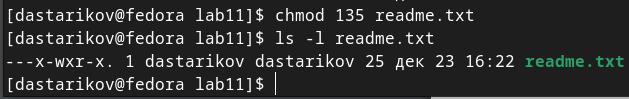 [dastarikov@fedora lab11]$ chmod 135 readme.txt
[dastarikov@fedora lab11]$ ls -l readme.txt
---x-wxr-x. 1 dastarikov dastarikov 25 дек 23 16:22 readme.txt
[dastarikov@fedora lab11]$